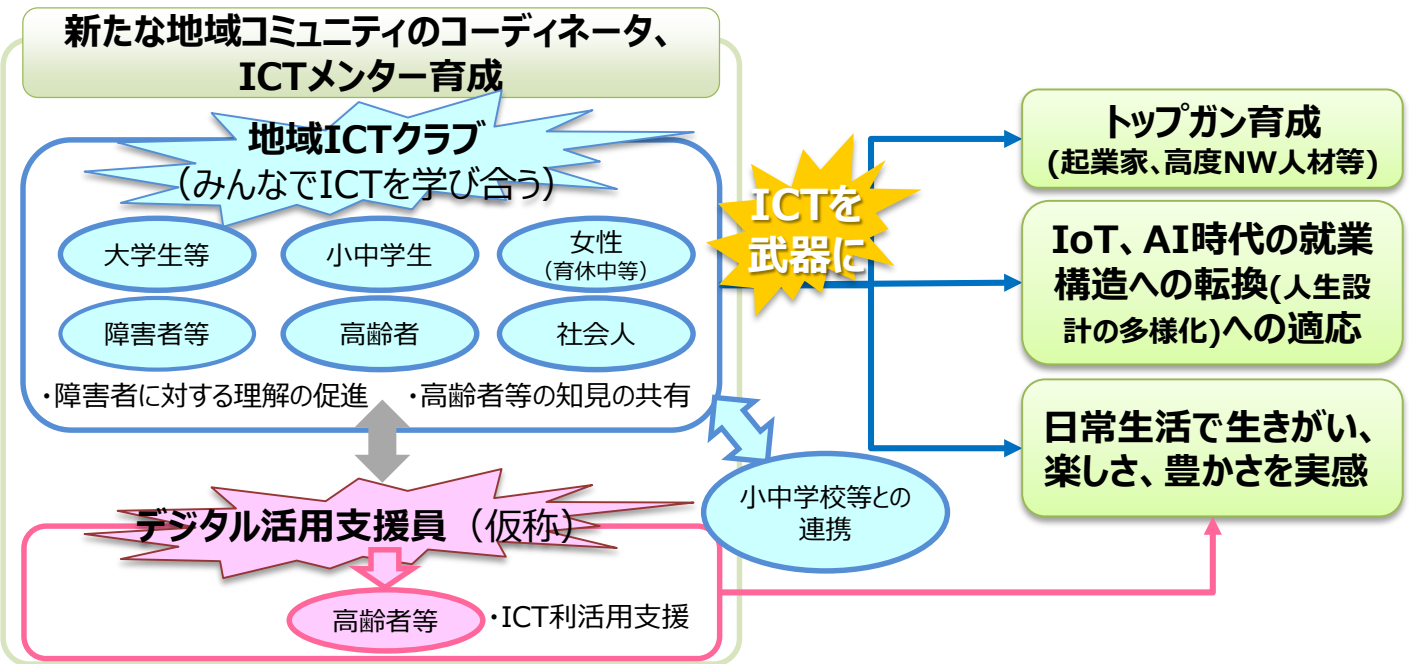 新たな地域コミュニティのコーディネータ、
ICTメンター育成
地域ICTクラブ
（みんなでICTを学び合う）
大学生等
小中学生
女性
（育休中等）
障害者等
高齢者
社会人
・障害者に対する理解の促進
・高齢者等の知見の共有
デジタル活用支援員（仮称）
高齢者等
・ICT利活用支援
小中学校等との
連携
ICTを
武器に
トップガン育成
(起業家、高度NW人材等)
IoT、AI時代の就業
構造への転換(人生設
計の多様化)への適応
日常生活で生きがい、
楽しさ、豊かさを実感